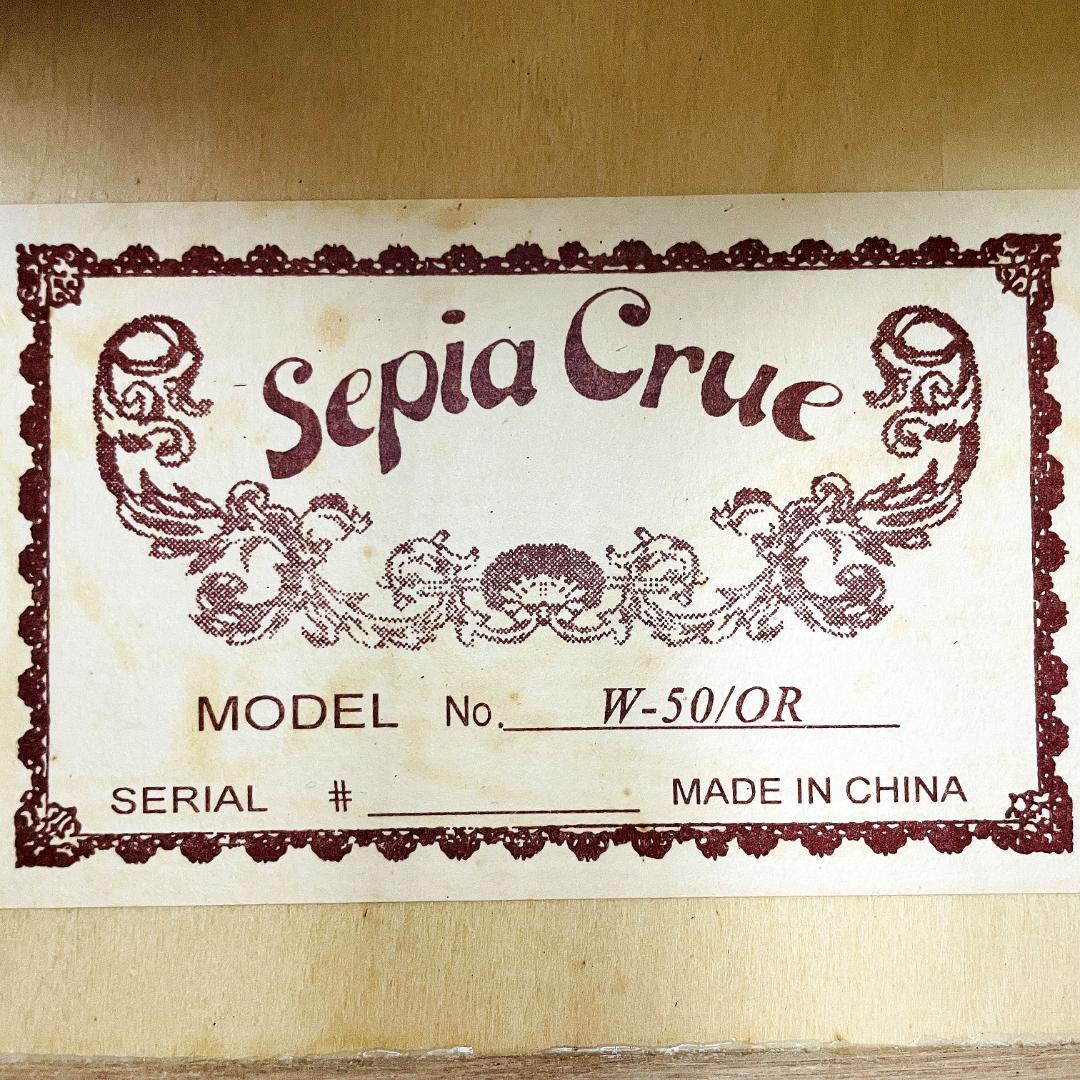 Sepia Crue
MODEL No. W-50/OR
SERIAL # MADE IN CHINA